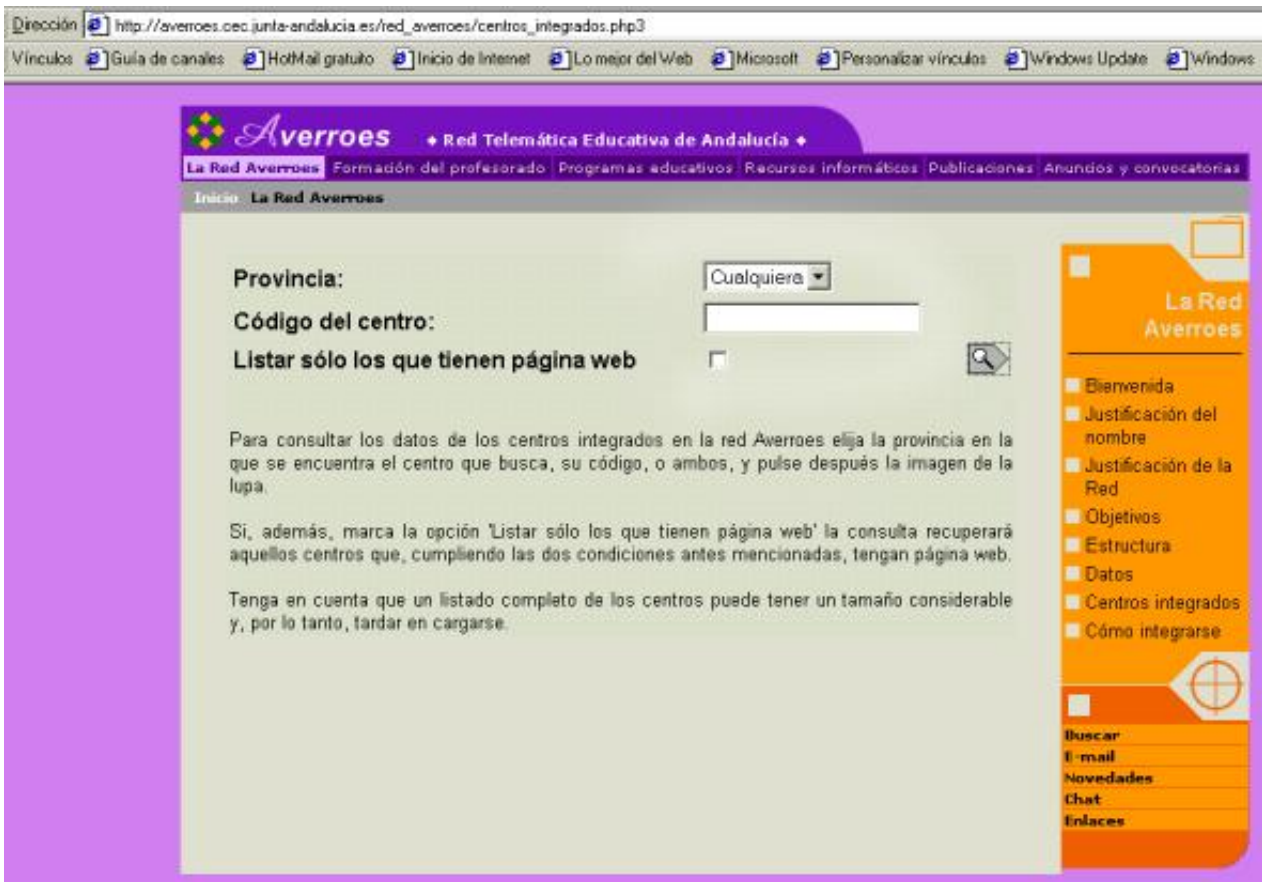 Dirección http://averroes.cec.junta-andalucia.es/red_averroes/centros_integrados.php3
Vínculos Guía de canales HotMail gratuito Inicio de Internet Lo mejor del Web Microsoft Personalizar vínculos Windows Update Windows
Averroes Red Telemática Educativa de Andalucía
La Red Averroes Formación del profesorado Programas educativos Recursos informáticos Publicaciones Anuncios y convocatorias
Inicio La Red Averroes
Provincia: Cualquiera
Código del centro:
Listar sólo los que tienen página web
Para consultar los datos de los centros integrados en la red Averroes elija la provincia en la
que se encuentra el centro que busca, su código, o ambos, y pulse después la imagen de la
lupa.
Si, además, marca la opción 'Listar sólo los que tienen página web' la consulta recuperará
aquellos centros que, cumpliendo las dos condiciones antes mencionadas, tengan página web.
Tenga en cuenta que un listado completo de los centros puede tener un tamaño considerable
y, por lo tanto, tardar en cargarse.
La Red
Averroes
Bienvenida
Justificación del
nombre
Justificación de la
Red
Objetivos
Estructura
Datos
Centros integrados
Cómo integrarse
Buscar
E-mail
Novedades
Chat
Enlaces